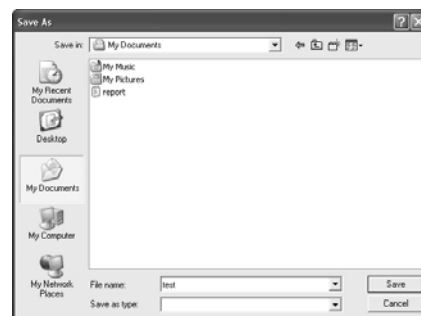 Save As
Save in:
My Documents
My Recent
Documents
Desktop
My Documents
My Computer
My Network
Places
My Music
My Pictures
report
File name:
test
Save
Save as type:
Cancel